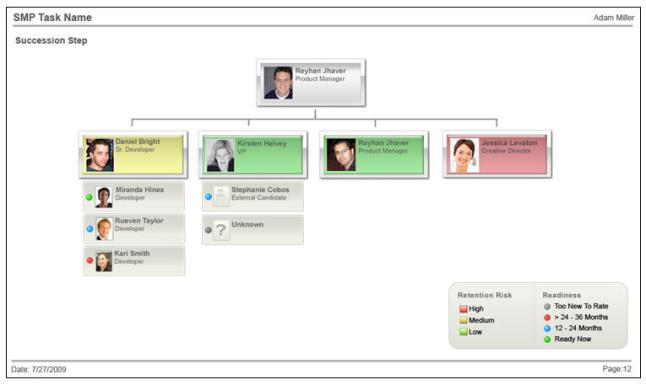 SMP Task Name
Adam Miller
Succession Step
Reyhan Jhaver
Product Manager
Daniel Bright
Sr. Developer
Kirsten Helvey
VP
Reyhan Jhaver
Product Manager
Jessica Levaton
Creative Director
Miranda Hines
Developer
Stephanie Cobos
External Candidate
Rueven Taylor
Developer
?
Unknown
Kari Smith
Developer
Retention Risk
High
Medium
Low
Readiness
Too New To Rate
> 24 - 36 Months
12 - 24 Months
Ready Now
Date: 7/27/2009
Page:12